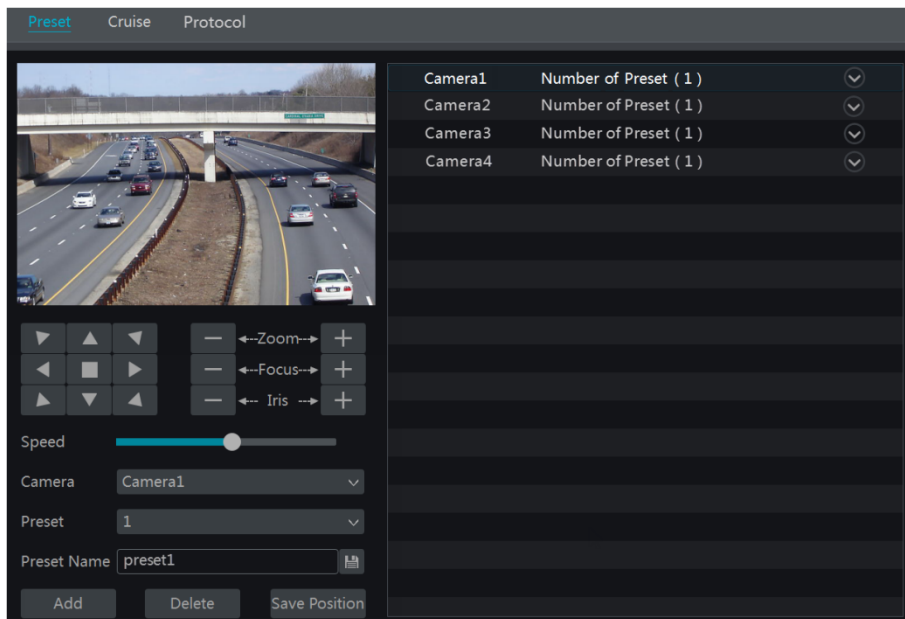 Preset Cruise Protocol
Camera1 Number of Preset ( 1 )
Camera2 Number of Preset ( 1 )
Camera3 Number of Preset ( 1 )
Camera4 Number of Preset ( 1 )
Zoom
Focus
Iris
Speed
Camera Camera1
Preset 1
Preset Name preset1
Add Delete Save Position